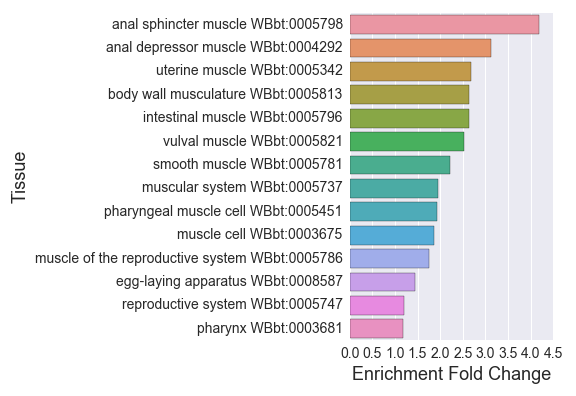 anal sphincter muscle WBbt:0005798
anal depressor muscle WBbt:0004292
uterine muscle WBbt:0005342
body wall musculature WBbt:0005813
intestinal muscle WBbt:0005796
vulval muscle WBbt:0005821
smooth muscle WBbt:0005781
muscular system WBbt:0005737
pharyngeal muscle cell WBbt:0005451
muscle cell WBbt:0003675
muscle of the reproductive system WBbt:0005786
egg-laying apparatus WBbt:0008587
reproductive system WBbt:0005747
pharynx WBbt:0003681
Tissue
0.0 0.5 1.0 1.5 2.0 2.5 3.0 3.5 4.0 4.5
Enrichment Fold Change